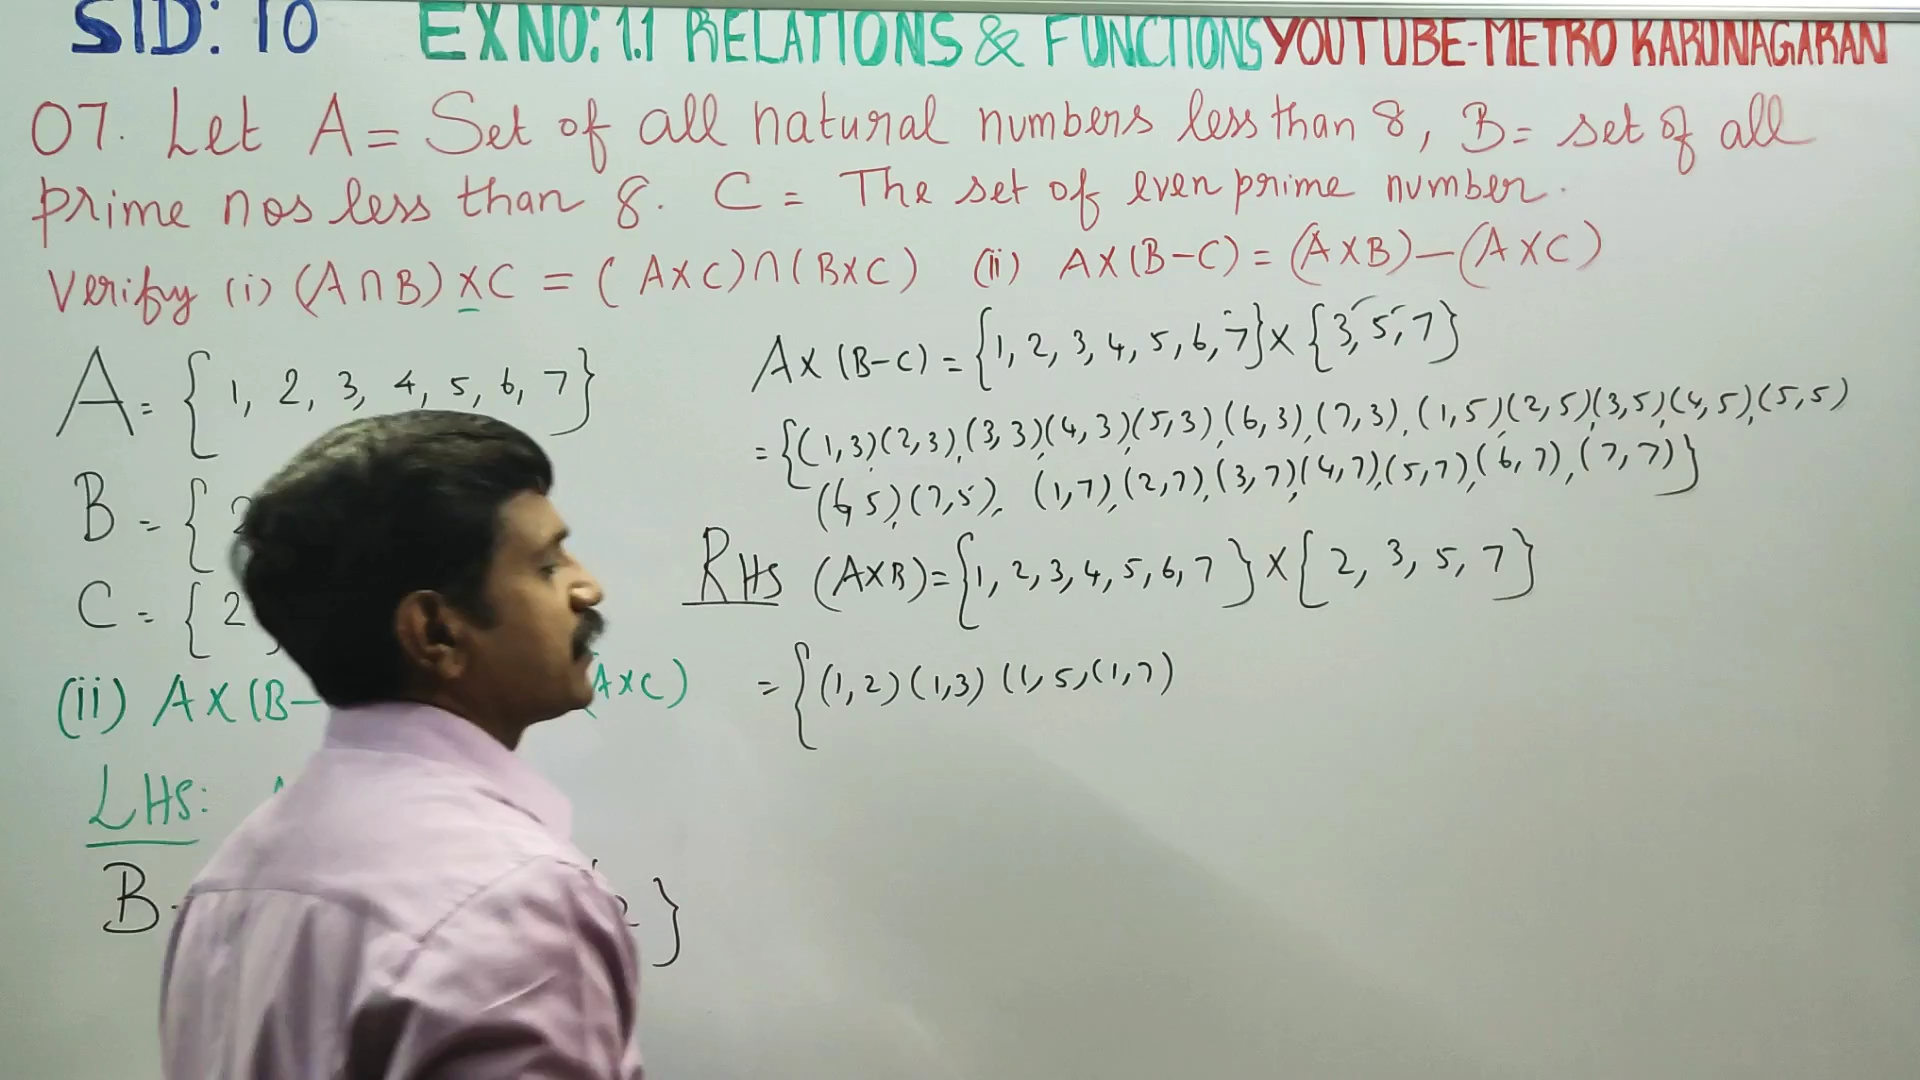 SID: 10 EXNO: 1.1 RELATIONS & FUNCTIONS YOUTUBE-METRO KARUNAGARAN
07. Let A = Set of all natural numbers less than 8, B = set of all
prime nos less than 8. C = The set of even prime number.
Verify (i) (A∩B) × C = (A×C)∩(B×C) (ii) A×(B-C) = (A×B)-(A×C)
A = {1, 2, 3, 4, 5, 6, 7}
B = {2
C = {2
(ii) A×(B- A×C)
LHS:
B- }
A×(B-C) = {1, 2, 3, 4, 5, 6, 7}×{3, 5, 7}
= {(1,3)(2,3),(3,3)(4,3)(5,3),(6,3),(7,3),(1,5)(2,5)(3,5),(4,5),(5,5)
(6,5),(7,5), (1,7),(2,7),(3,7),(4,7),(5,7),(6,7),(7,7)}
RHS (A×B)={1, 2, 3, 4, 5, 6, 7}×{2, 3, 5, 7}
= {(1,2)(1,3) (1,5,(1,7)